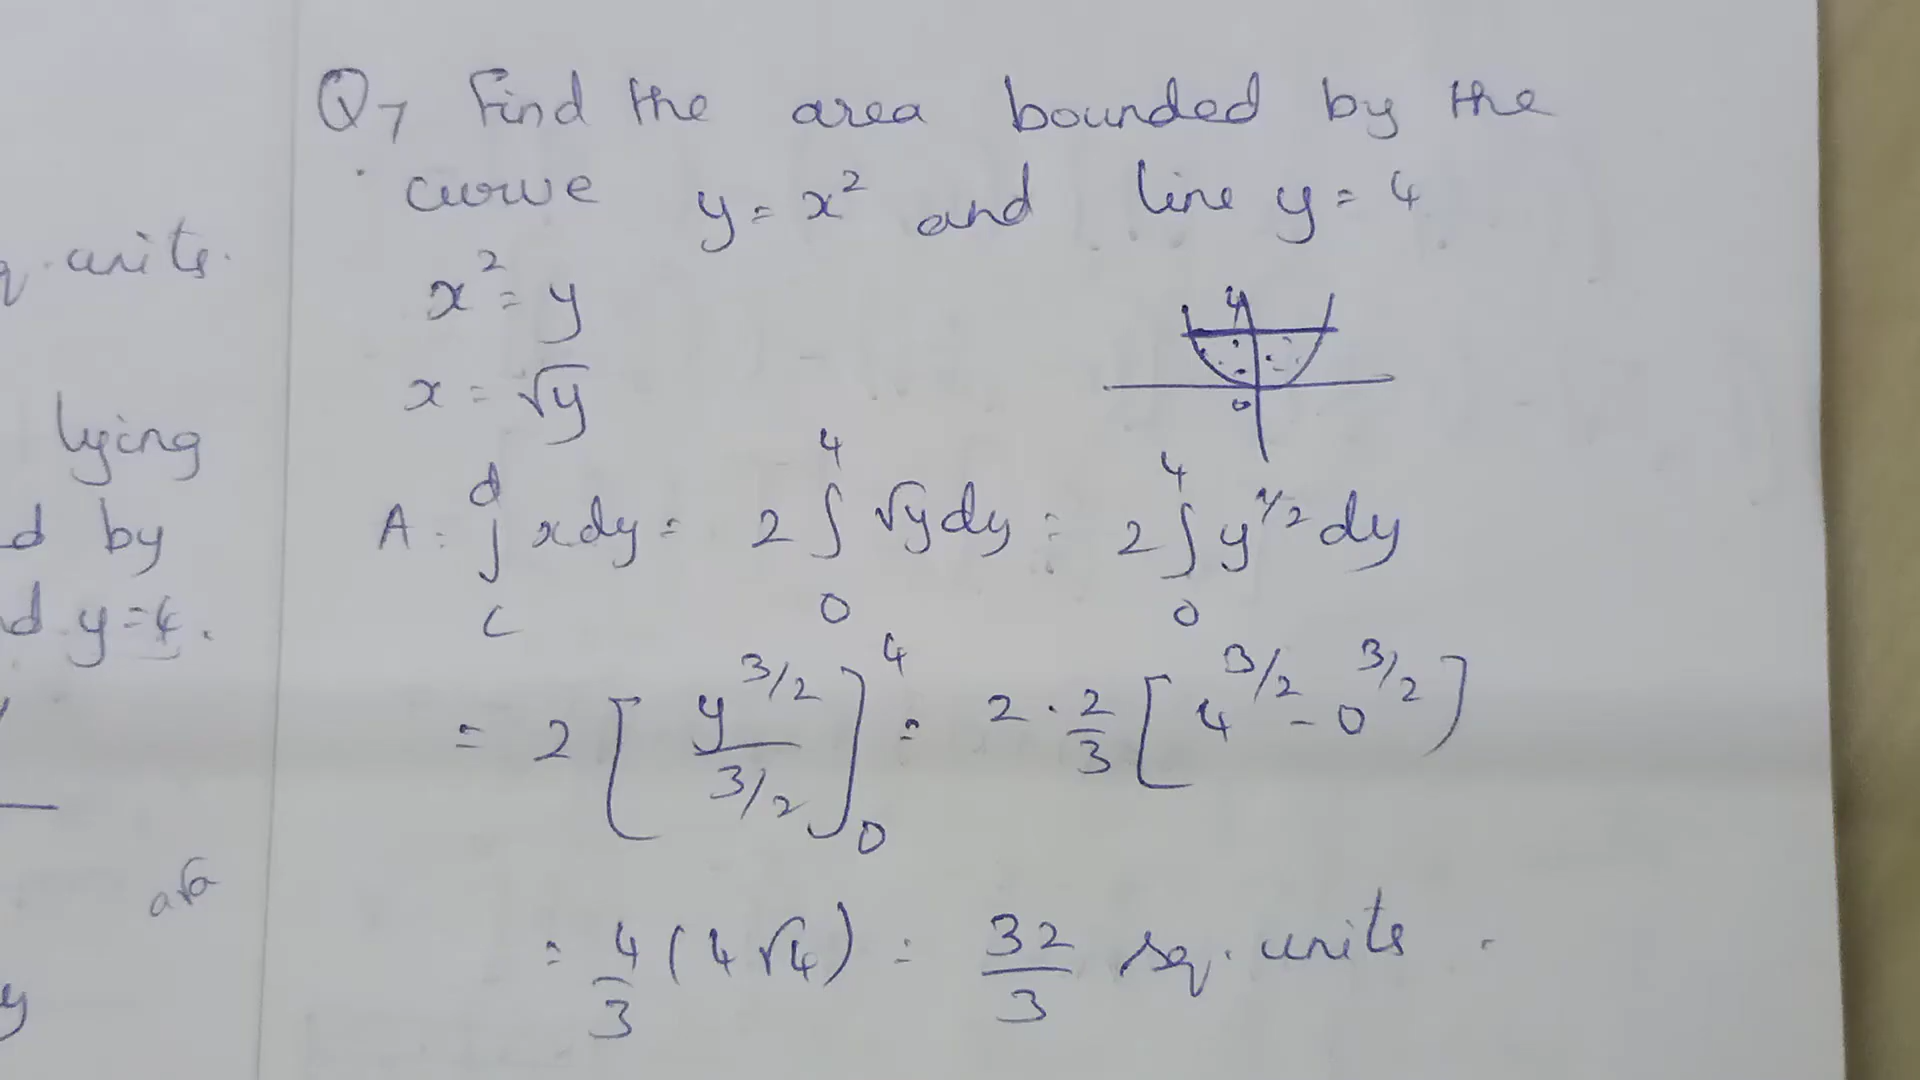 q. units.
lying
d by
d y=4.
a√a
y
Q7 Find the area bounded by the
curve y = x² and line y = 4
x² = y
x = √y
4
0
A = ∫_c^d x dy = 2 ∫_0^4 √y dy = 2 ∫_0^4 y^1/2 dy
= 2 [ y^3/2 / 3/2 ]_0^4 = 2 · 2/3 [ 4^3/2 - 0^3/2 ]
= 4/3 ( 4 √4 ) = 32/3 sq. units.